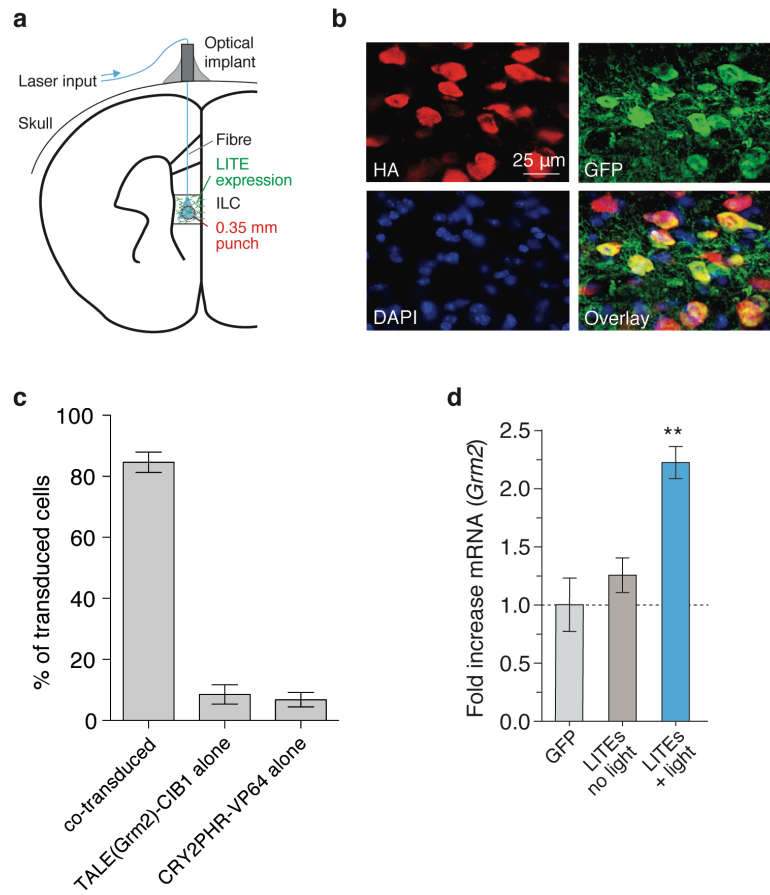 a
Optical
implant
Laser input
Skull
Fibre
LITE
expression
ILC
0.35 mm
punch
b
HA
25 µm
GFP
DAPI
Overlay
c
% of transduced cells
100
80
60
40
20
0
co-transduced
TALE(Grm2)-CIB1 alone
CRY2PHR-VP64 alone
d
Fold increase mRNA (Grm2)
2.5
2.0
1.5
1.0
0.5
0.0
**
GFP
LITEs
no light
LITEs
+ light